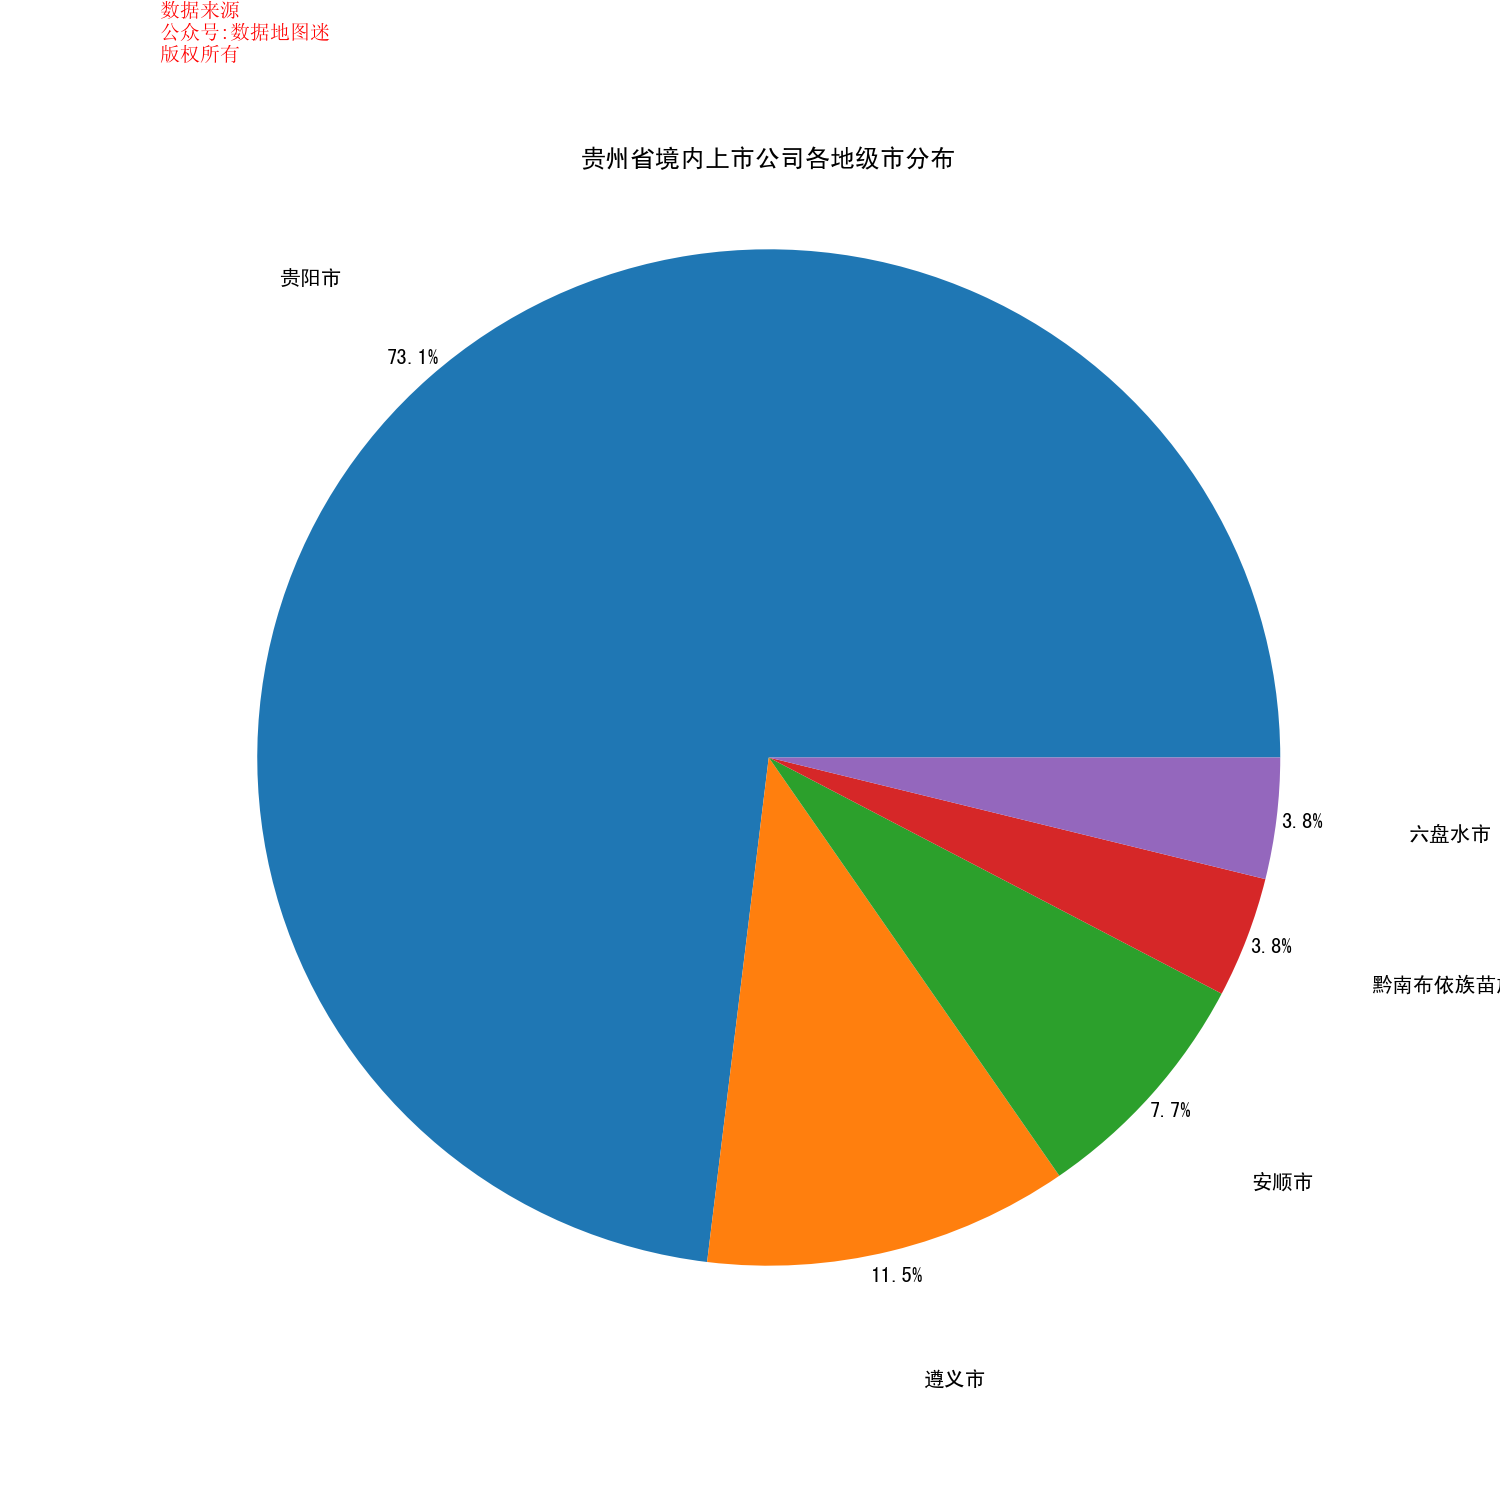 数据来源
公众号:数据地图迷
版权所有
贵州省境内上市公司各地级市分布
贵阳市
73.1%
3.8%
六盘水市
3.8%
黔南布依族苗
7.7%
安顺市
11.5%
遵义市